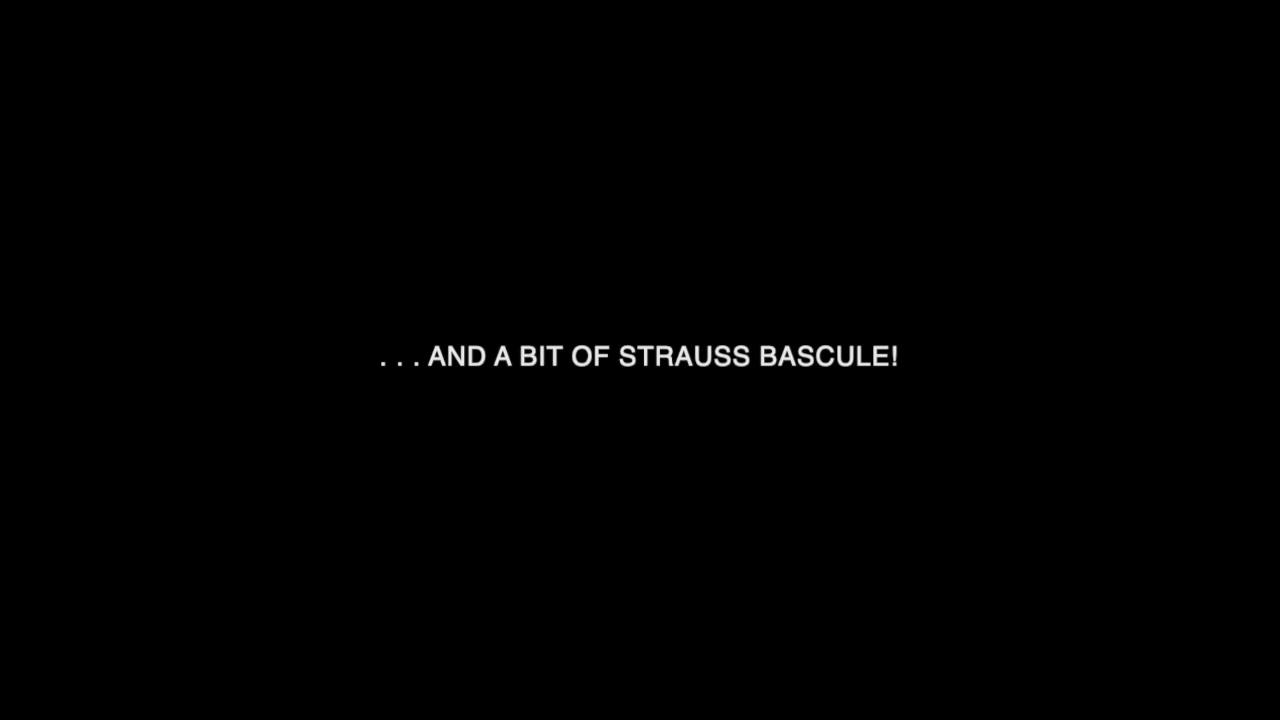 . . . AND A BIT OF STRAUSS BASCULE!